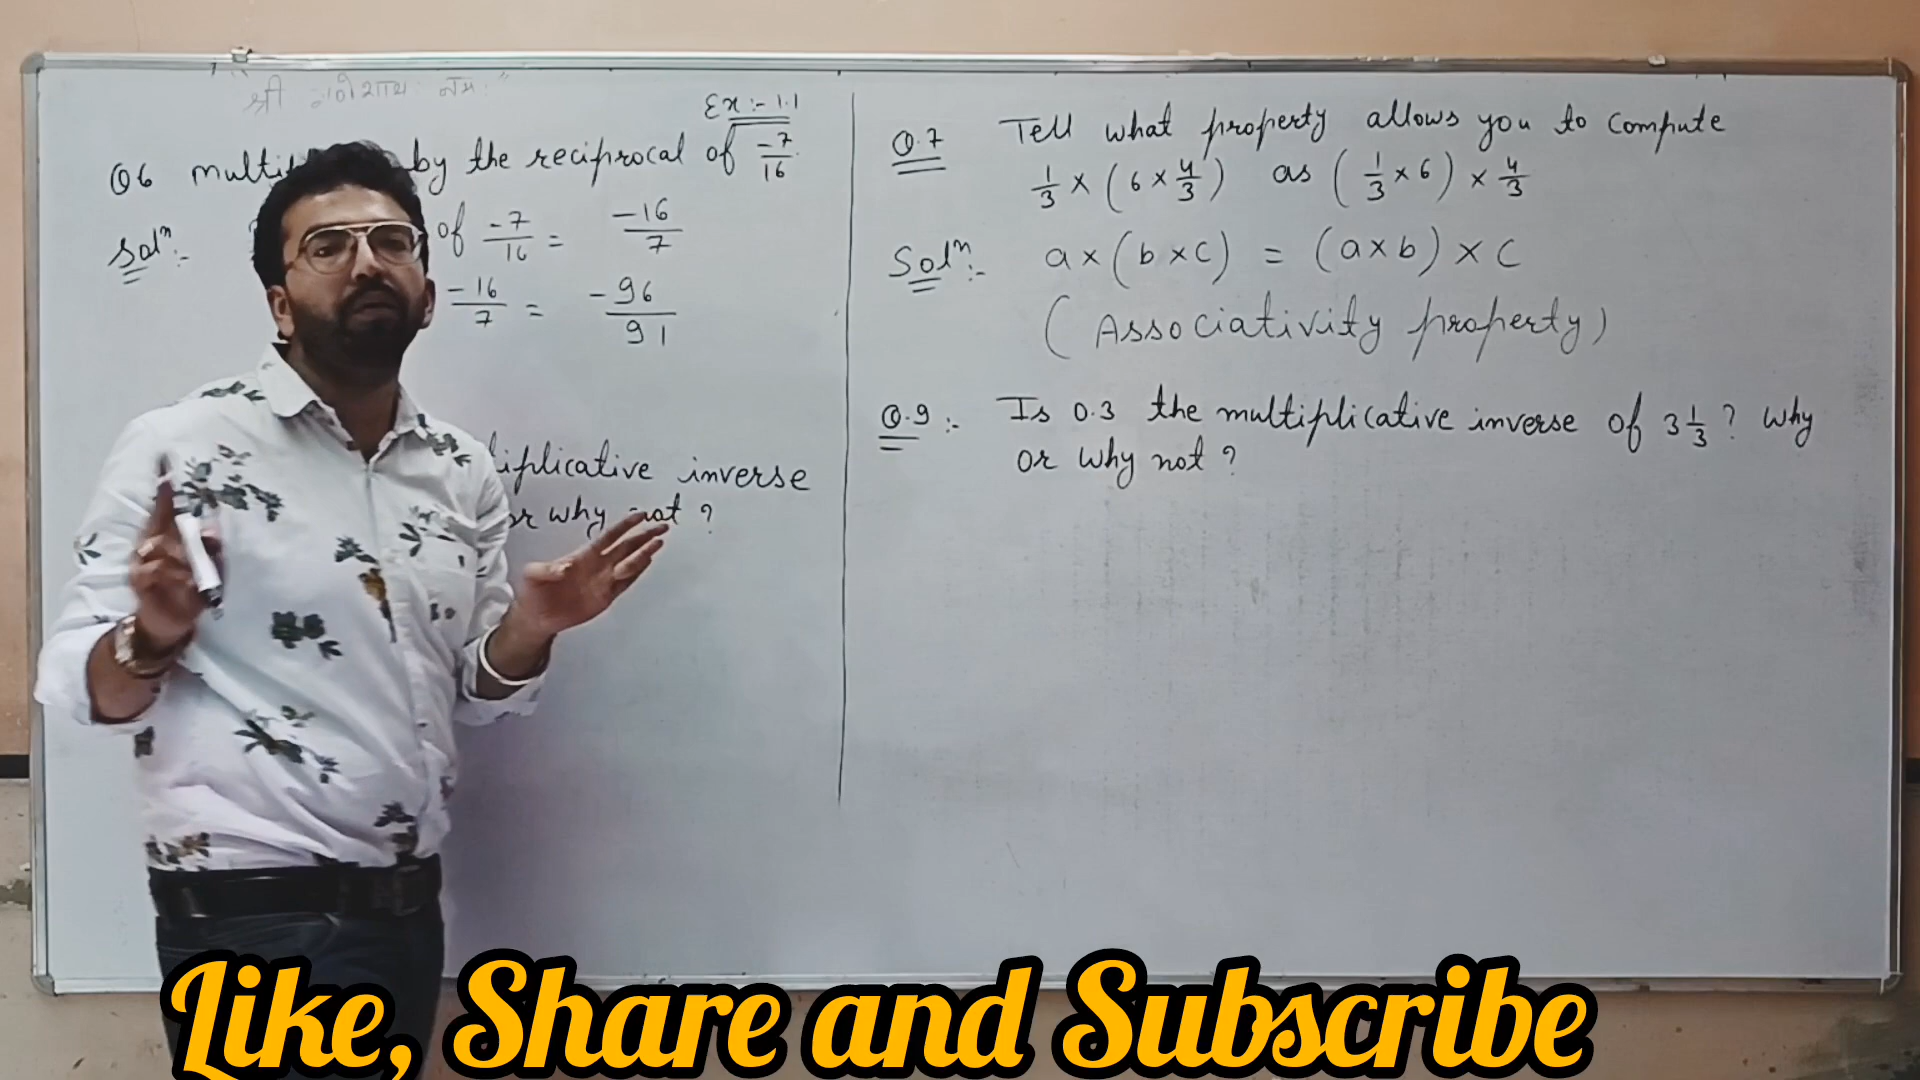 श्री गणेशाय: नम:
Ex :- 1.1
Q6 by the reciprocal of -7/16.
Solⁿ:- of -7/16 = -16/7
-16/7 = -96/91
inverse
or why not ?
Q.7 Tell what property allows you to compute
1/3 × (6 × 4/3) as (1/3 × 6) × 4/3
Solⁿ:- a × (b × c) = (a × b) × c
(Associativity property)
Q.9 :- Is 0.3 the multiplicative inverse of 3 1/3 ? Why
or why not ?
Like, Share and Subscribe